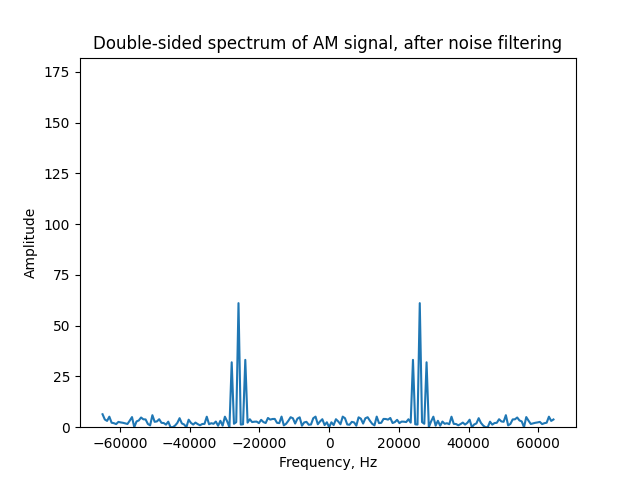 Double-sided spectrum of AM signal, after noise filtering
175
150
125
100
75
50
25
0
Amplitude
−60000 −40000 −20000 0 20000 40000 60000
Frequency, Hz